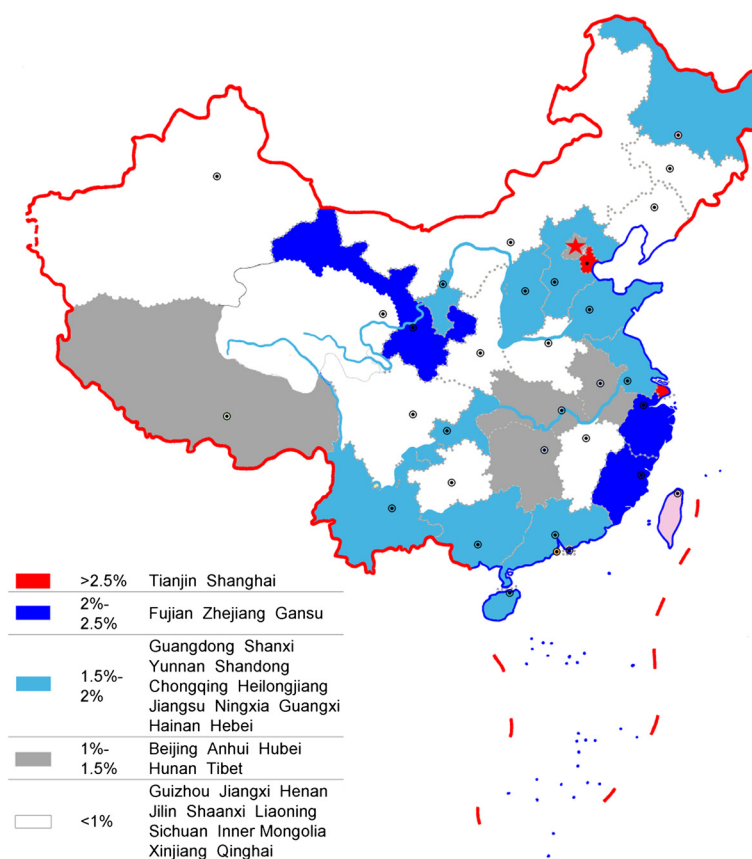 >2.5% Tianjin Shanghai
2%-
2.5%
Fujian Zhejiang Gansu
1.5%-
2%
Guangdong Shanxi
Yunnan Shandong
Chongqing Heilongjiang
Jiangsu Ningxia Guangxi
Hainan Hebei
1%-
1.5%
Beijing Anhui Hubei
Hunan Tibet
<1%
Guizhou Jiangxi Henan
Jilin Shaanxi Liaoning
Sichuan Inner Mongolia
Xinjiang Qinghai